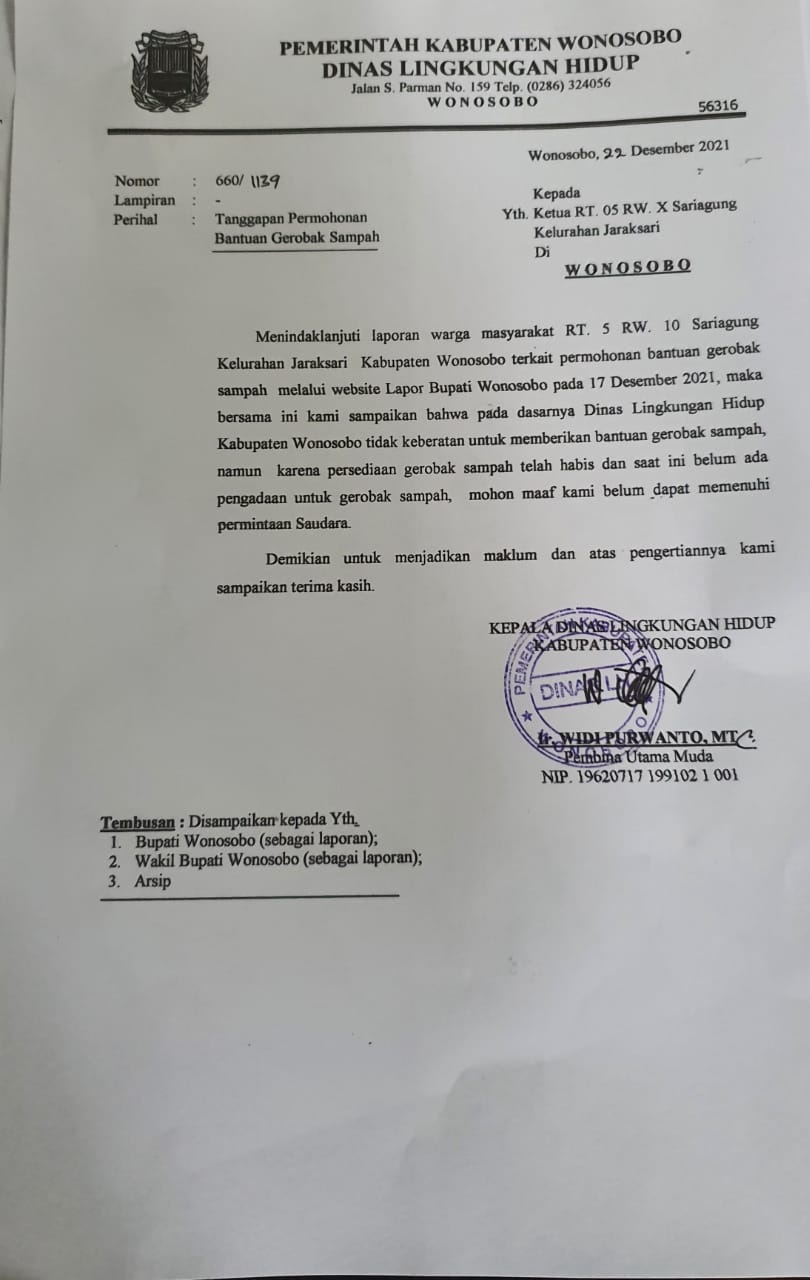 PEMERINTAH KABUPATEN WONOSOBO
DINAS LINGKUNGAN HIDUP
Jalan S. Parman No. 159 Telp. (0286) 324056
WONOSOBO
56316
Wonosobo, 22 Desember 2021
Nomor : 660/ 1139
Lampiran : -
Perihal : Tanggapan Permohonan
Bantuan Gerobak Sampah
Kepada
Yth. Ketua RT. 05 RW. X Sariagung
Kelurahan Jaraksari
Di
WONOSOBO
Menindaklanjuti laporan warga masyarakat RT. 5 RW. 10 Sariagung
Kelurahan Jaraksari Kabupaten Wonosobo terkait permohonan bantuan gerobak
sampah melalui website Lapor Bupati Wonosobo pada 17 Desember 2021, maka
bersama ini kami sampaikan bahwa pada dasarnya Dinas Lingkungan Hidup
Kabupaten Wonosobo tidak keberatan untuk memberikan bantuan gerobak sampah,
namun karena persediaan gerobak sampah telah habis dan saat ini belum ada
pengadaan untuk gerobak sampah, mohon maaf kami belum dapat memenuhi
permintaan Saudara.
Demikian untuk menjadikan maklum dan atas pengertiannya kami
sampaikan terima kasih.
KEPALA DINAS LINGKUNGAN HIDUP
KABUPATEN WONOSOBO
Ir. WIDI PURWANTO, MT
Pembina Utama Muda
NIP. 19620717 199102 1 001
Tembusan : Disampaikan kepada Yth.
1. Bupati Wonosobo (sebagai laporan);
2. Wakil Bupati Wonosobo (sebagai laporan);
3. Arsip